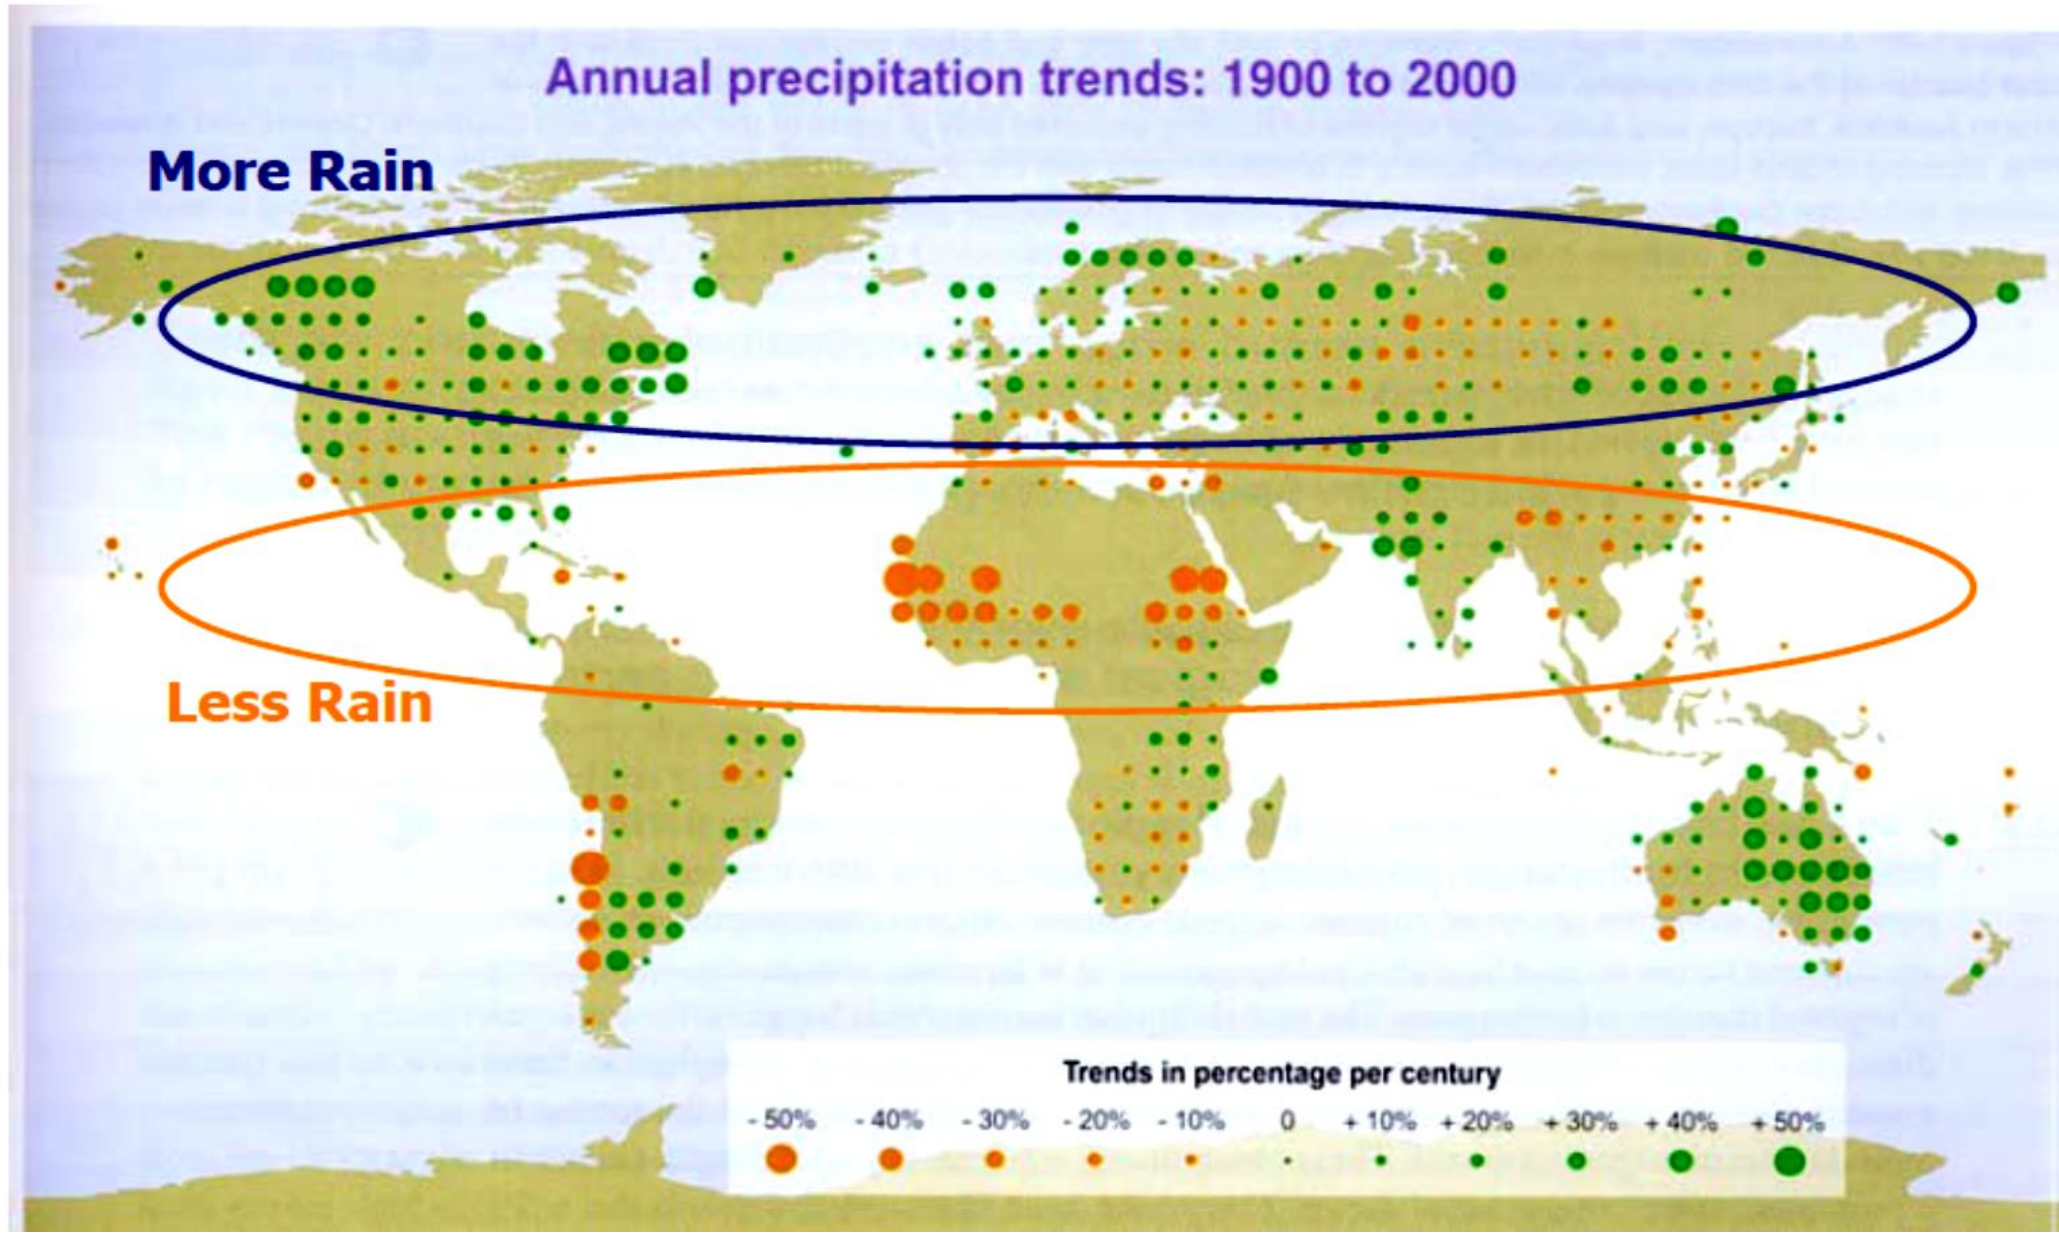 Annual precipitation trends: 1900 to 2000
More Rain
Less Rain
Trends in percentage per century
- 50% - 40% - 30% - 20% - 10% 0 + 10% + 20% + 30% + 40% + 50%